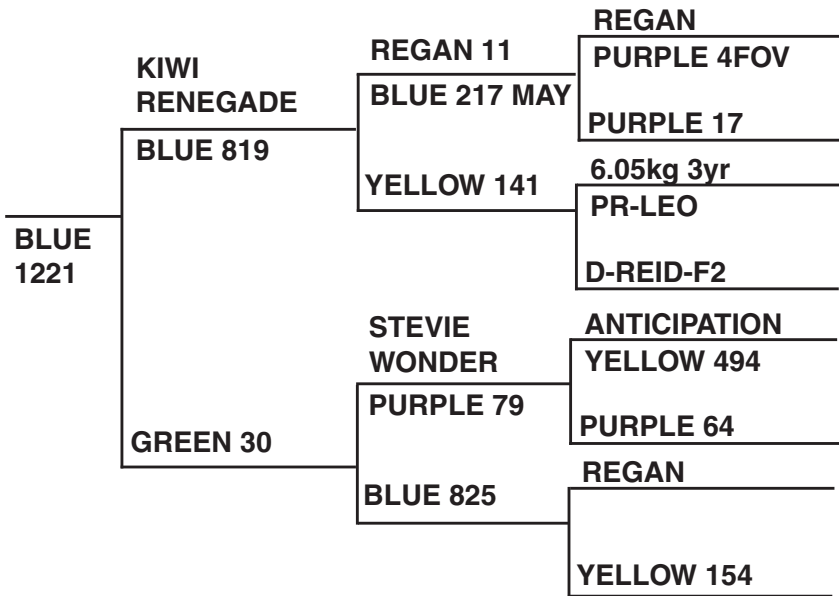 REGAN
PURPLE 4FOV
PURPLE 17
REGAN 11
BLUE 217 MAY
KIWI
RENEGADE
BLUE 819
YELLOW 141
6.05kg 3yr
PR-LEO
D-REID-F2
BLUE
1221
STEVIE
WONDER
PURPLE 79
ANTICIPATION
YELLOW 494
PURPLE 64
GREEN 30
BLUE 825
REGAN
YELLOW 154